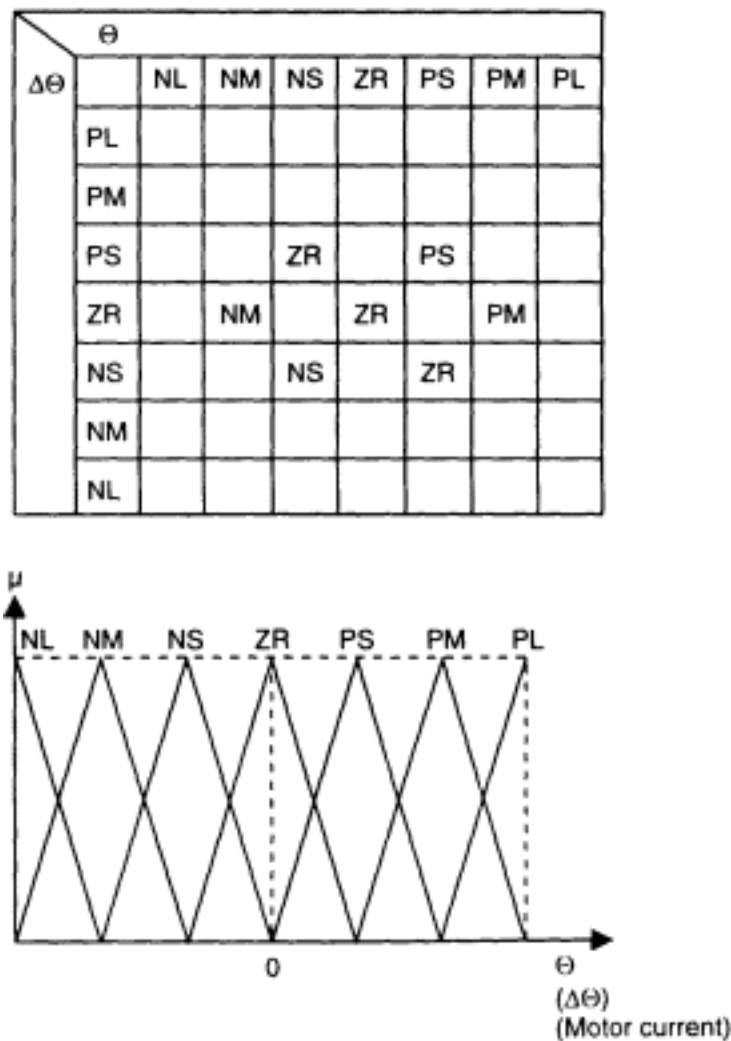 Θ
ΔΘ NL NM NS ZR PS PM PL
PL
PM
PS ZR PS
ZR NM ZR PM
NS NS ZR
NM
NL
μ
NL NM NS ZR PS PM PL
0 Θ
(ΔΘ)
(Motor current)